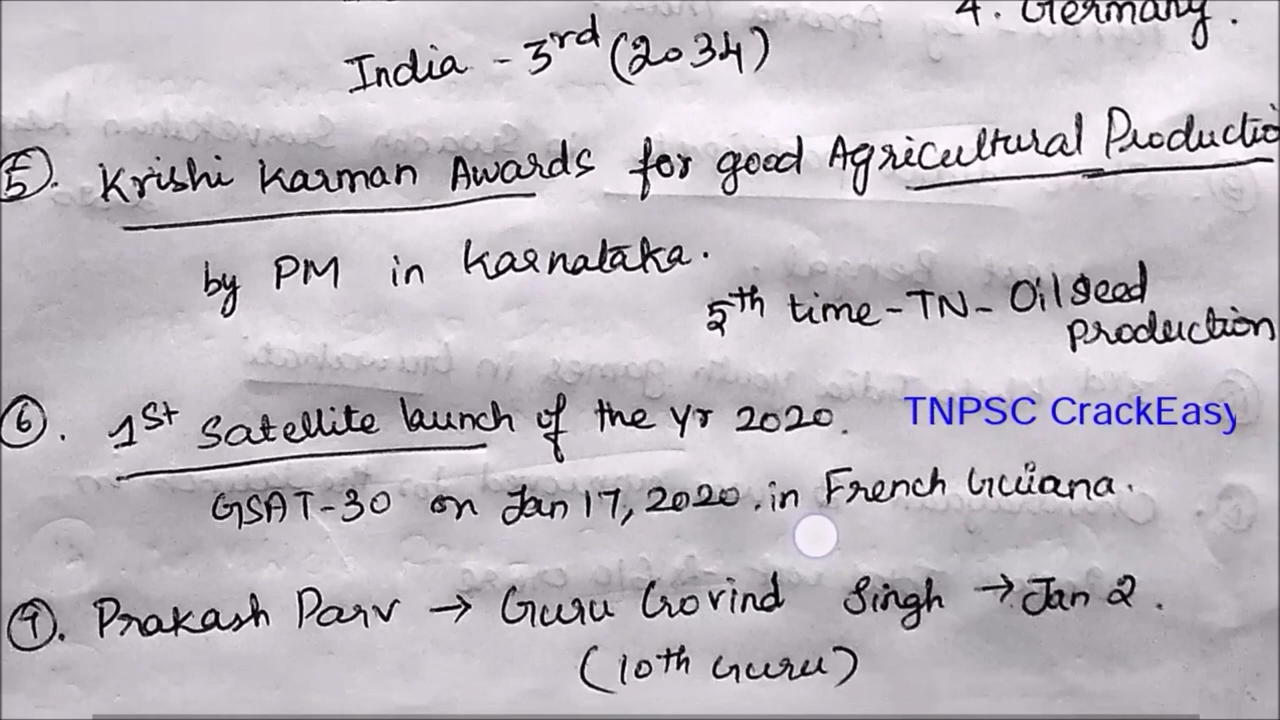 4. Germany.
India - 3rd (2034)
5. Krishi Karman Awards for good Agricultural Productio
by PM in Karnataka.
5th time - TN - Oil seed
production
6. 1st Satellite launch of the yr 2020.
TNPSC CrackEasy
GSAT-30 on Jan 17, 2020. in French Guiana.
7. Prakash Parv → Guru Govind Singh → Jan 2.
(10th Guru)